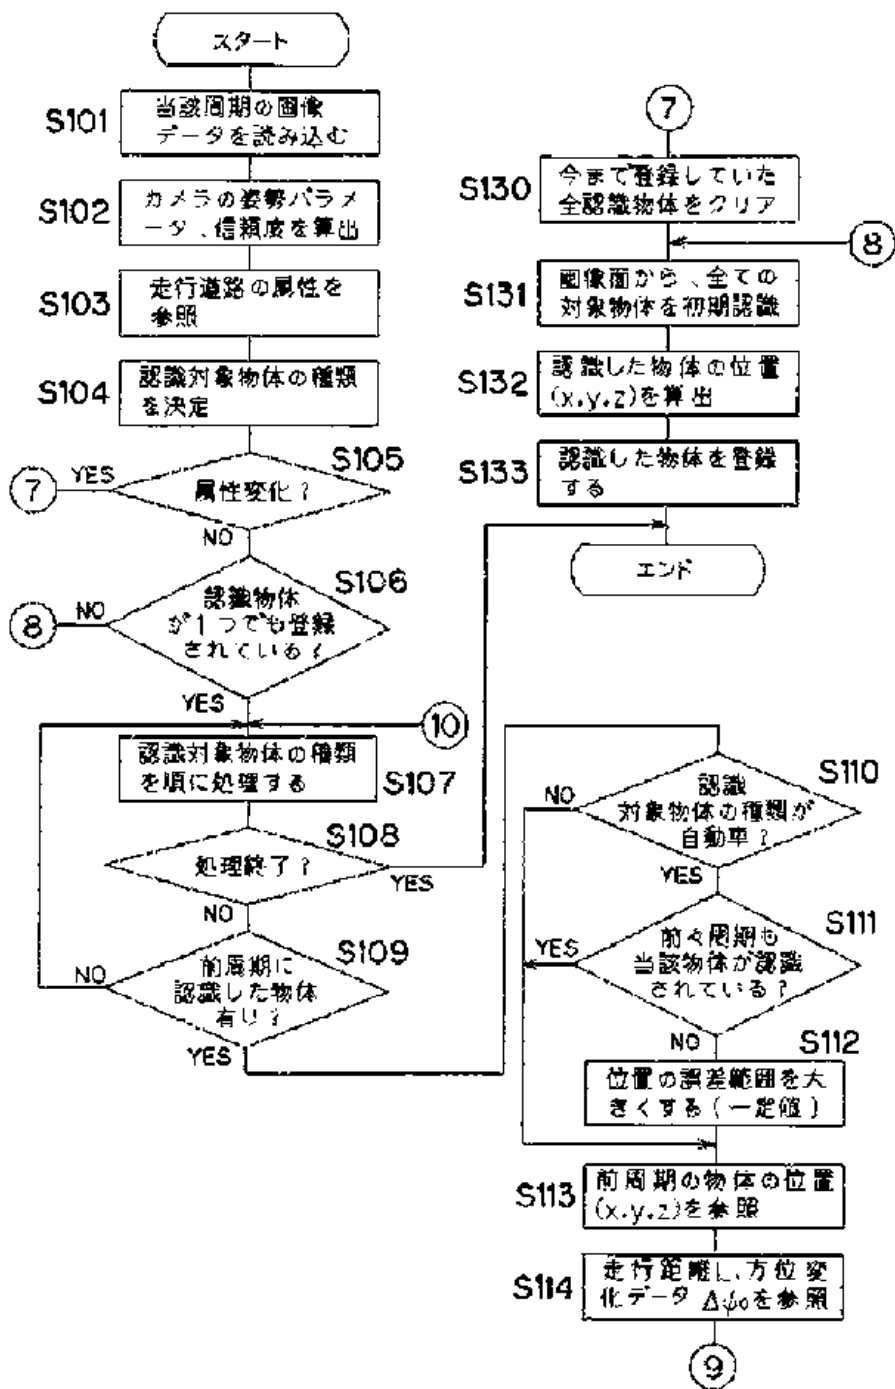 スタート
S101
当該周期の画像
データを読み込む
S102
カメラの姿勢パラメ
ータ、信頼度を算出
S103
走行道路の属性を
参照
S104
認識対象物体の種類
を決定
S105
属性変化?
YES
7
NO
S106
認識物体
が1つでも登録
されている?
NO
8
YES
10
S107
認識対象物体の種類
を順に処理する
S108
処理終了?
YES
NO
S109
前周期に
認識した物体
有り?
NO
YES
7
S130
今まで登録していた
全認識物体をクリア
8
S131
画像面から、全ての
対象物体を初期認識
S132
認識した物体の位置
(x.y.z)を算出
S133
認識した物体を登録
する
エンド
S110
認識
対象物体の種類が
自動車?
NO
YES
S111
前々周期も
当該物体が認識
されている?
YES
NO
S112
位置の誤差範囲を大
きくする(一定値)
S113
前周期の物体の位置
(x.y.z)を参照
S114
走行距離L、方位変
化データ Δψ₀を参照
9